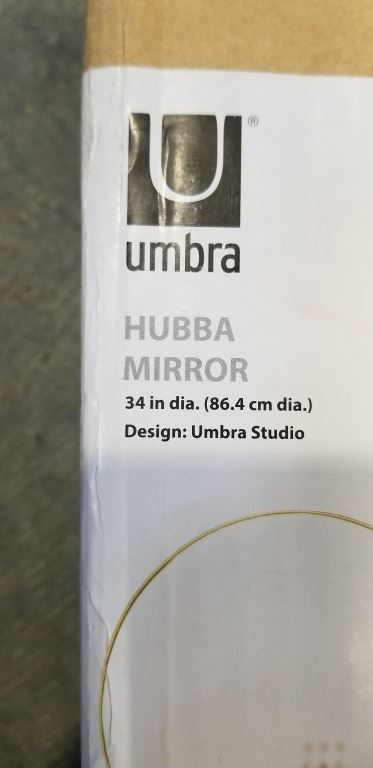 ®
umbra
HUBBA
MIRROR
34 in dia. (86.4 cm dia.)
Design: Umbra Studio